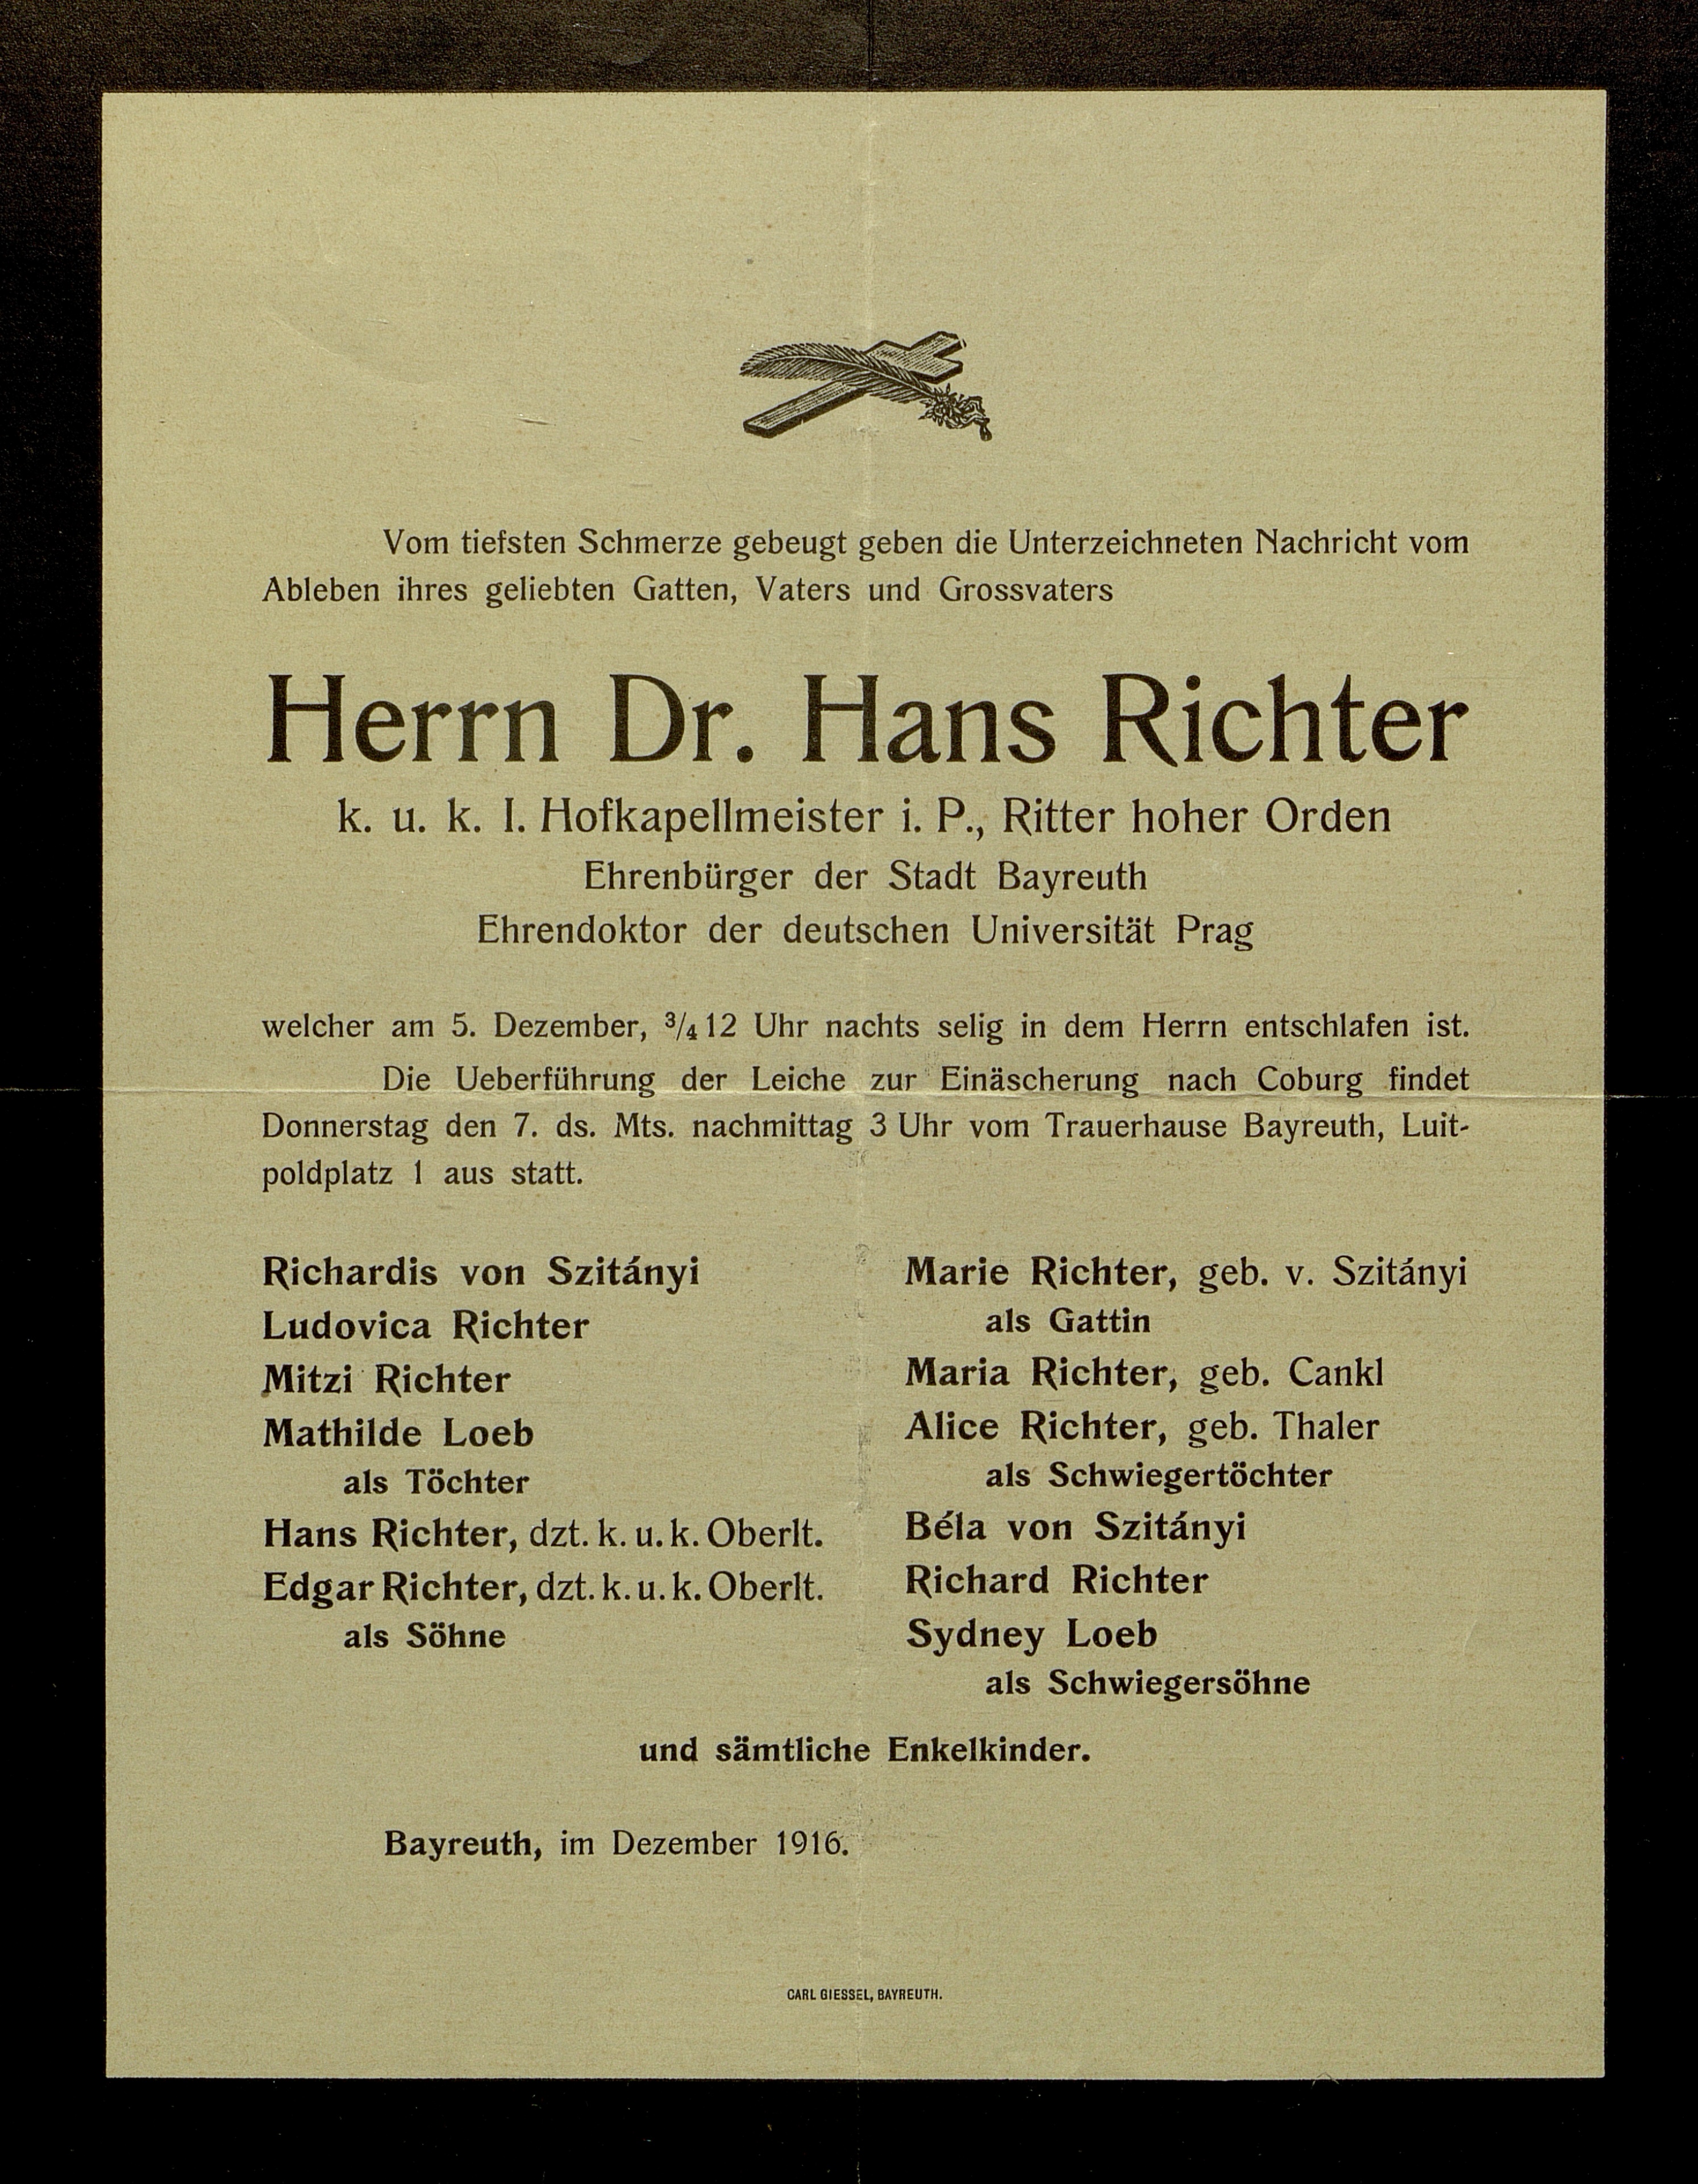 Vom tiefsten Schmerze gebeugt geben die Unterzeichneten Nachricht vom
Ableben ihres geliebten Gatten, Vaters und Grossvaters
Herrn Dr. Hans Richter
k. u. k. I. Hofkapellmeister i. P., Ritter hoher Orden
Ehrenbürger der Stadt Bayreuth
Ehrendoktor der deutschen Universität Prag
welcher am 5. Dezember, ¾12 Uhr nachts selig in dem Herrn entschlafen ist.
Die Ueberführung der Leiche zur Einäscherung nach Coburg findet
Donnerstag den 7. ds. Mts. nachmittag 3 Uhr vom Trauerhause Bayreuth, Luit-
poldplatz 1 aus statt.
Richardis von Szitányi
Ludovica Richter
Mitzi Richter
Mathilde Loeb
als Töchter
Hans Richter, dzt. k. u. k. Oberlt.
Edgar Richter, dzt. k. u. k. Oberlt.
als Söhne
Marie Richter, geb. v. Szitányi
als Gattin
Maria Richter, geb. Cankl
Alice Richter, geb. Thaler
als Schwiegertöchter
Béla von Szitányi
Richard Richter
Sydney Loeb
als Schwiegersöhne
und sämtliche Enkelkinder.
Bayreuth, im Dezember 1916.
CARL GIESSEL, BAYREUTH.